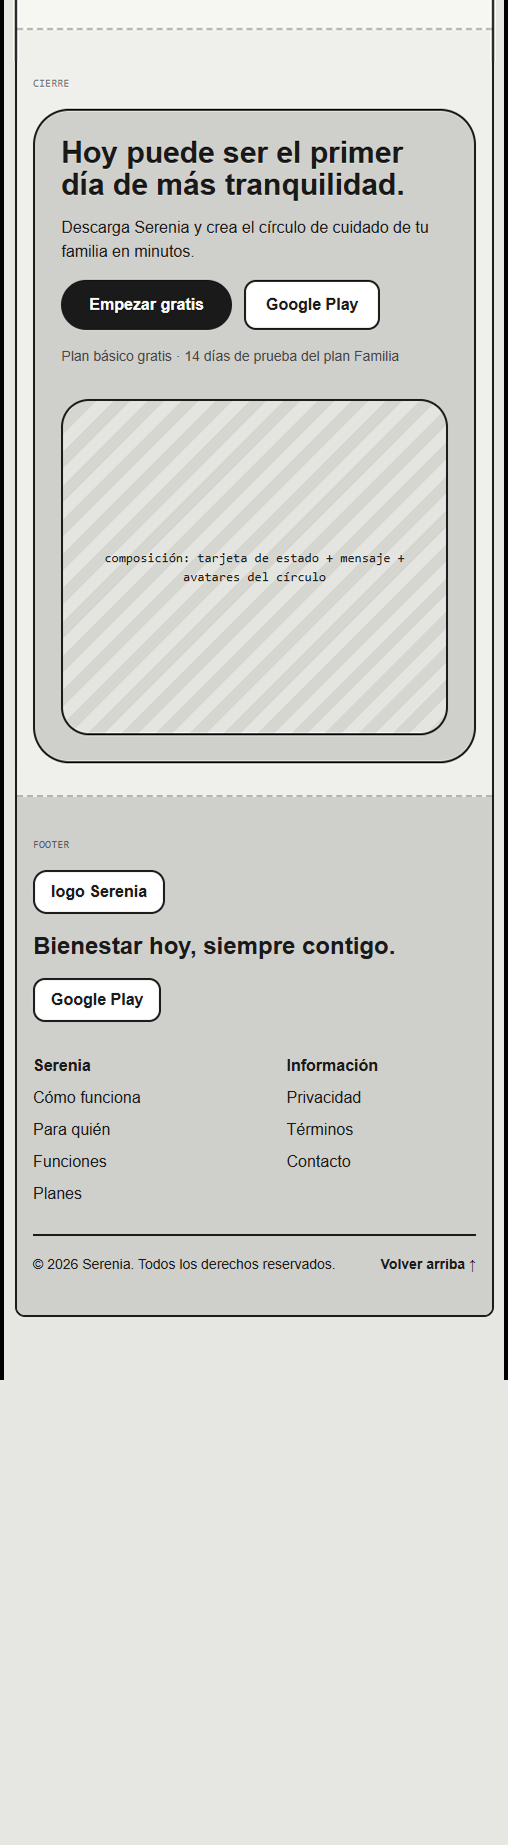 CIERRE
Hoy puede ser el primer
día de más tranquilidad.
Descarga Serenia y crea el círculo de cuidado de tu
familia en minutos.
Empezar gratis
Google Play
Plan básico gratis · 14 días de prueba del plan Familia
composición: tarjeta de estado + mensaje +
avatares del círculo
FOOTER
logo Serenia
Bienestar hoy, siempre contigo.
Google Play
Serenia
Cómo funciona
Para quién
Funciones
Planes
Información
Privacidad
Términos
Contacto
© 2026 Serenia. Todos los derechos reservados.
Volver arriba ↑